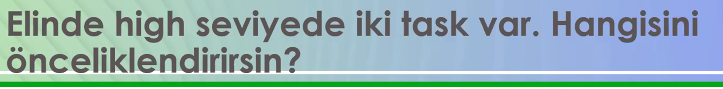 Elinde high seviyede iki task var. Hangisini
önceliklendirirsin?